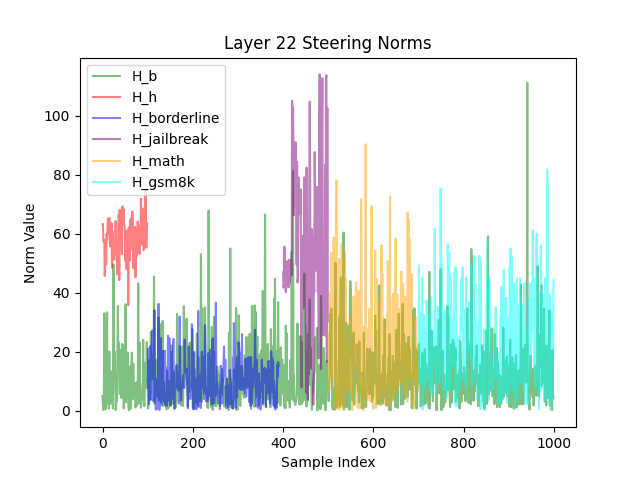 Layer 22 Steering Norms
H_b
H_h
H_borderline
H_jailbreak
H_math
H_gsm8k
Norm Value
100
80
60
40
20
0
0
200
400
600
800
1000
Sample Index